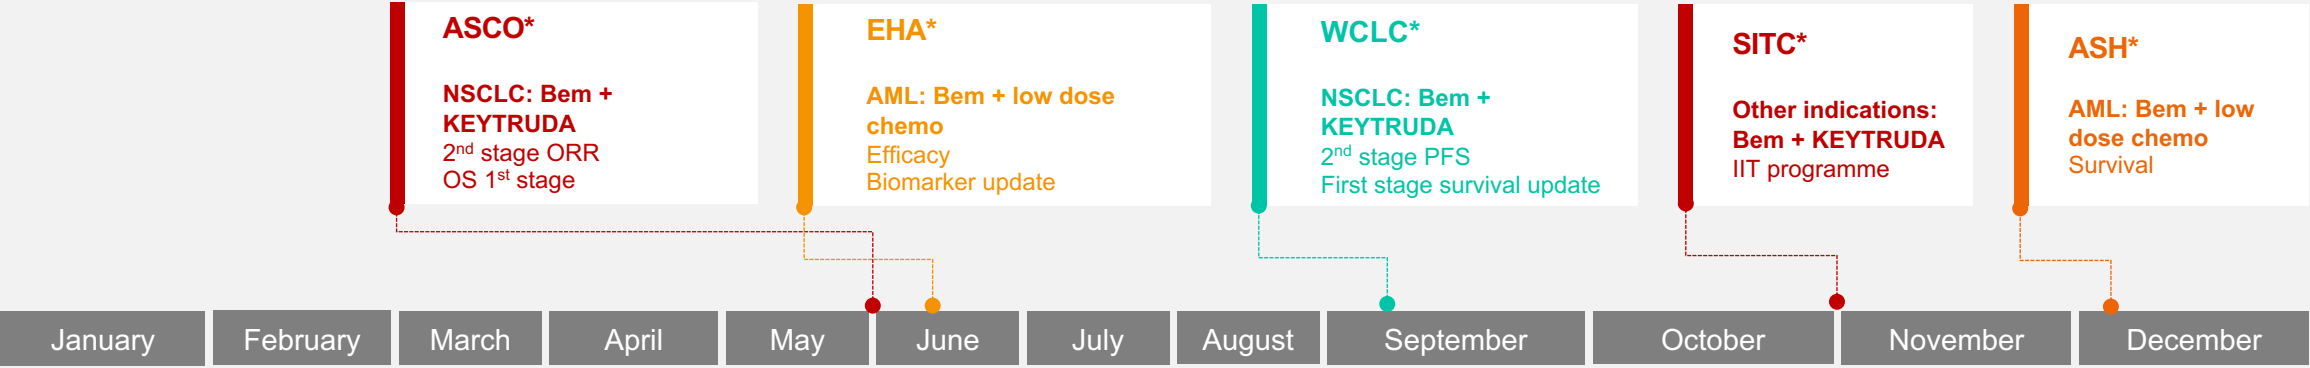 ASCO*
NSCLC: Bem +
KEYTRUDA
2nd stage ORR
OS 1st stage
EHA*
AML: Bem + low dose
chemo
Efficacy
Biomarker update
WCLC*
NSCLC: Bem +
KEYTRUDA
2nd stage PFS
First stage survival update
SITC*
Other indications:
Bem + KEYTRUDA
IIT programme
ASH*
AML: Bem + low
dose chemo
Survival
January
February
March
April
May
June
July
August
September
October
November
December